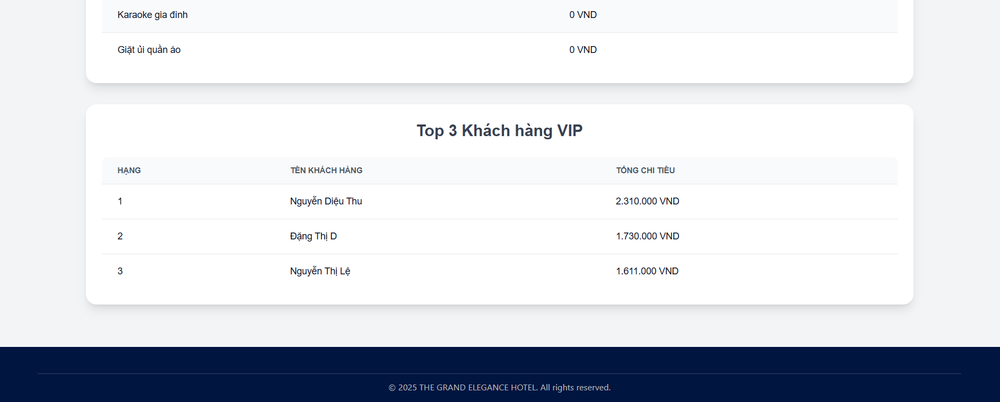 Karaoke gia đình 0 VND
Giặt ủi quần áo 0 VND
Top 3 Khách hàng VIP
HẠNG TÊN KHÁCH HÀNG TỔNG CHI TIÊU
1 Nguyễn Diệu Thu 2.310.000 VND
2 Đặng Thị D 1.730.000 VND
3 Nguyễn Thị Lệ 1.611.000 VND
© 2025 THE GRAND ELEGANCE HOTEL. All rights reserved.